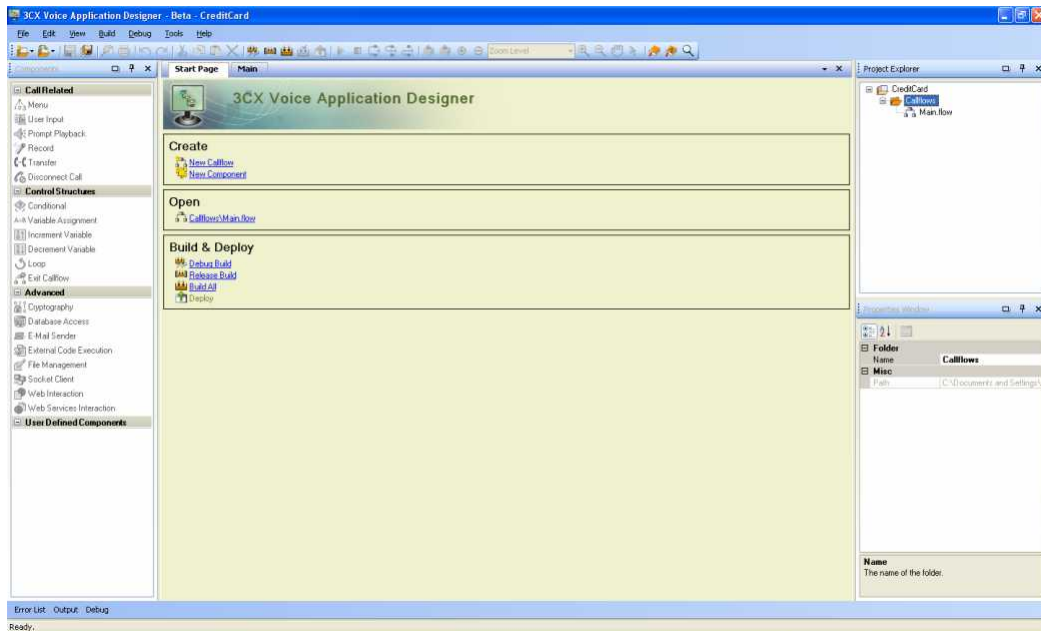 3CX Voice Application Designer - Beta - CreditCard
File Edit View Build Debug Tools Help
Zoom Level
Components
Call Related
Menu
User Input
Prompt Playback
Record
Transfer
Disconnect Call
Control Structures
Conditional
Variable Assignment
Increment Variable
Decrement Variable
Loop
Exit Callflow
Advanced
Cryptography
Database Access
E-Mail Sender
External Code Execution
File Management
Socket Client
Web Interaction
Web Services Interaction
User Defined Components
Start Page Main
3CX Voice Application Designer
Create
New Callflow
New Component
Open
Callflows\Main.flow
Build & Deploy
Debug Build
Release Build
Build All
Deploy
Project Explorer
CreditCard
Callflows
Main.flow
Properties Window
Folder
Name Callflows
Misc
Path C:\Documents and Settings\
Name
The name of the folder.
Error List Output Debug
Ready.